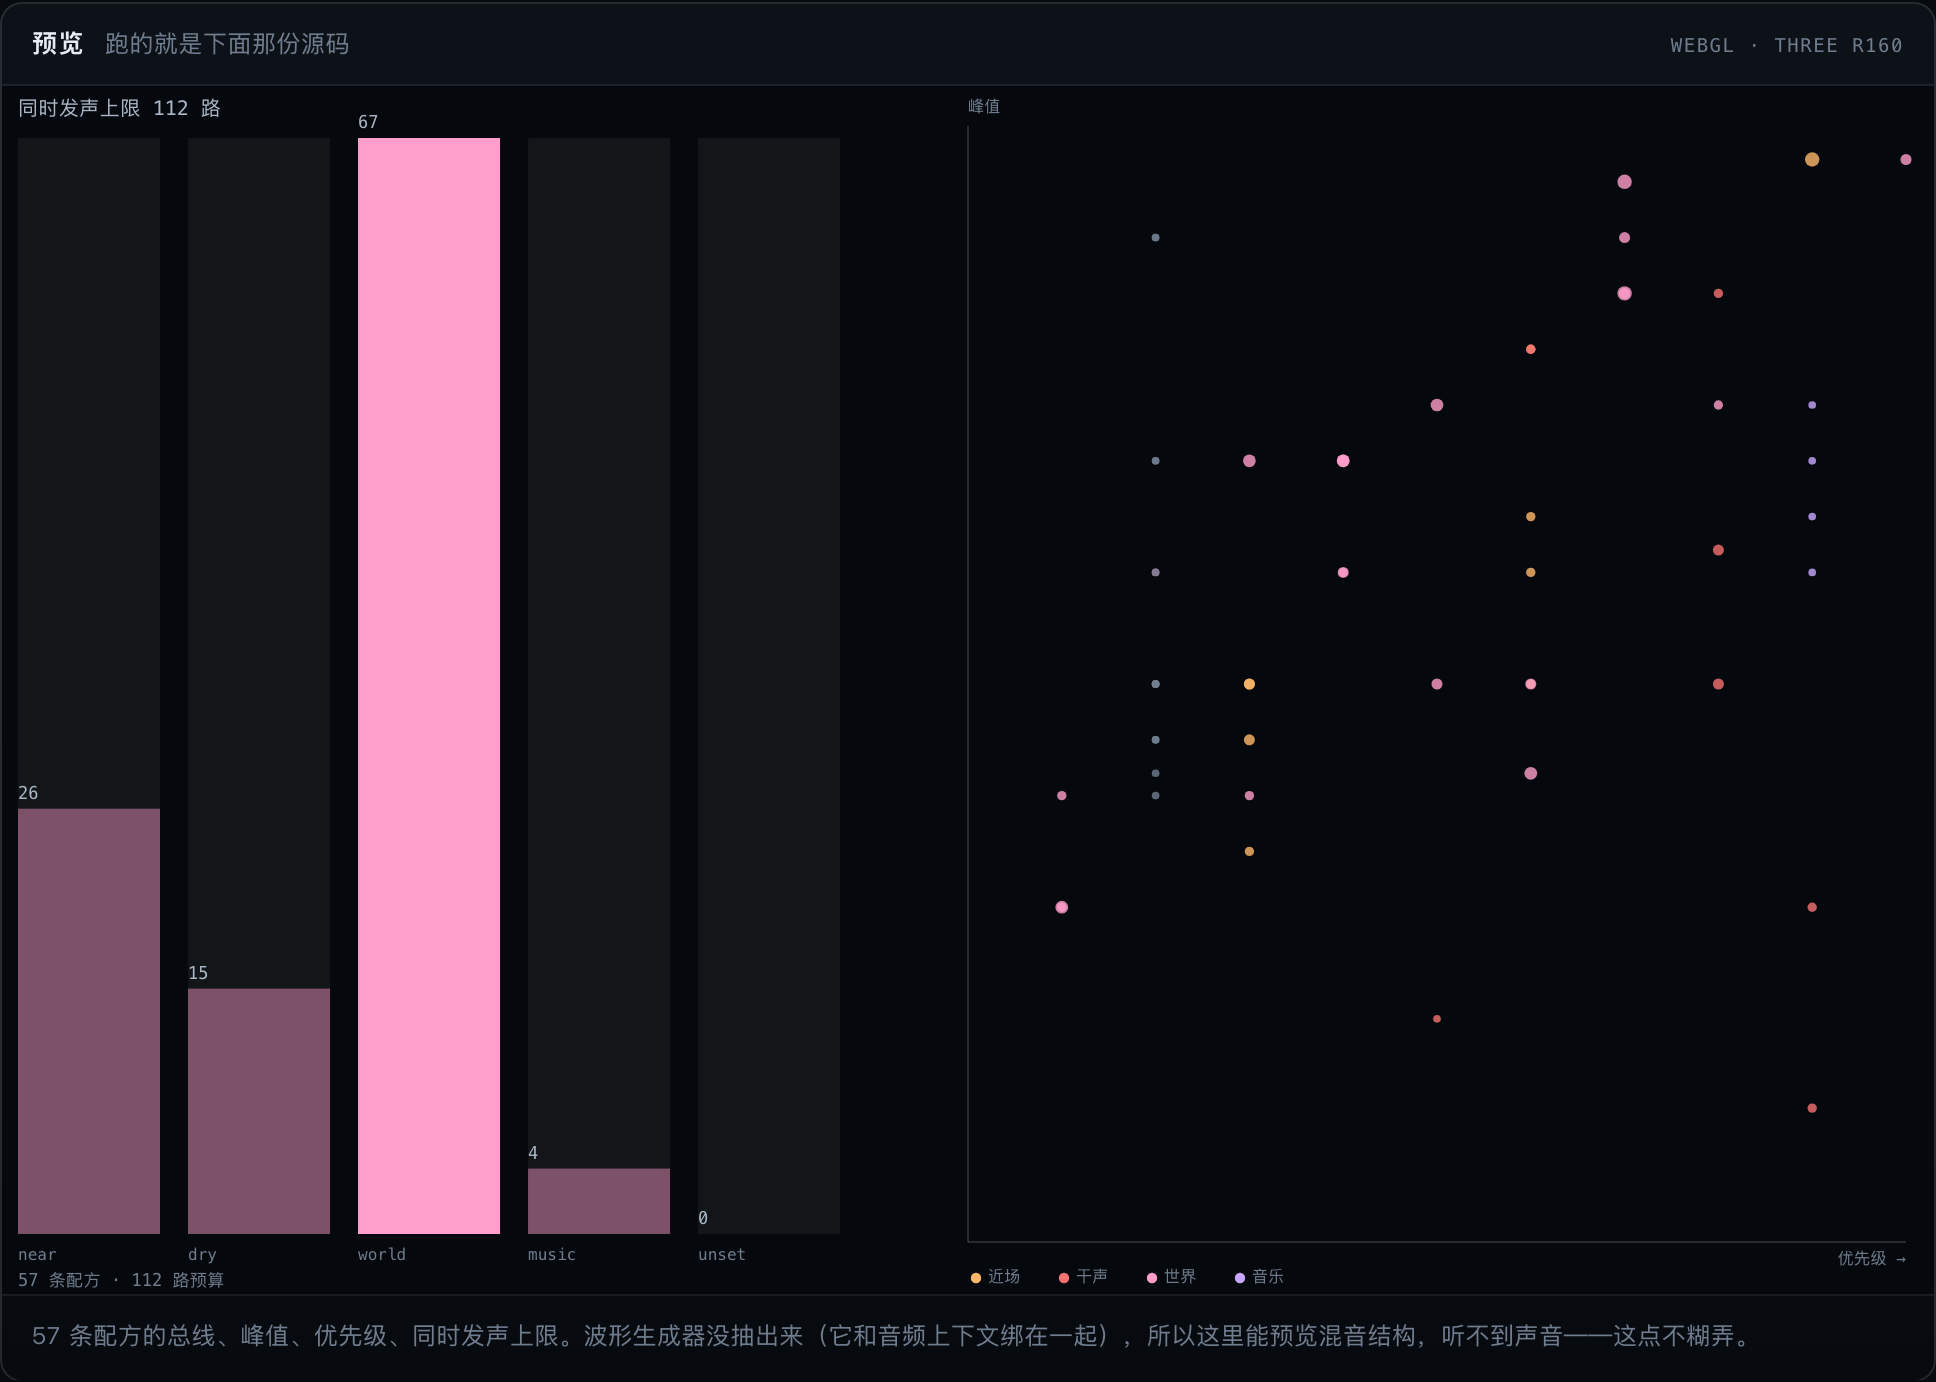 预览 跑的就是下面那份源码
WEBGL · THREE R160
同时发声上限 112 路
67
26
15
4
0
near
dry
world
music
unset
57 条配方 · 112 路预算
峰值
优先级 →
近场
干声
世界
音乐
57 条配方的总线、峰值、优先级、同时发声上限。波形生成器没抽出来（它和音频上下文绑在一起），所以这里能预览混音结构，听不到声音——这点不糊弄。